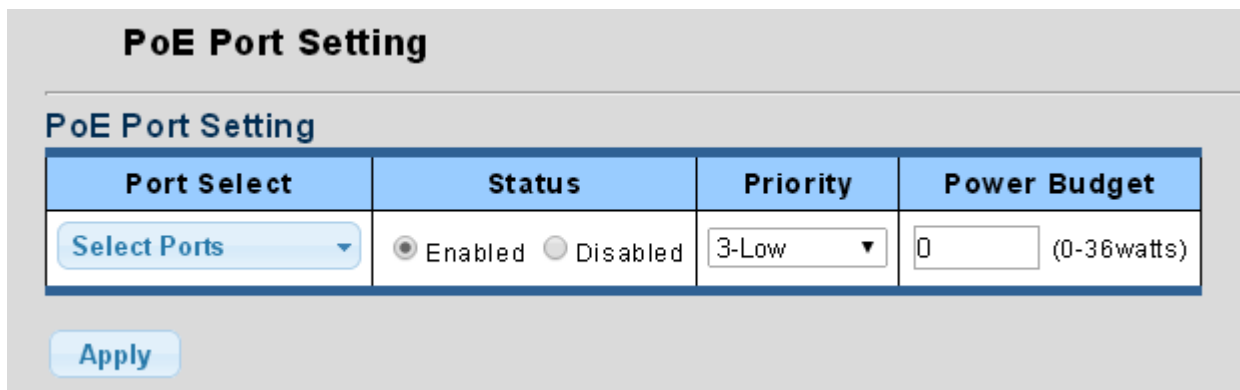 PoE Port Setting
PoE Port Setting
Port Select Status Priority Power Budget
Select Ports Enabled Disabled 3-Low 0 (0-36watts)
Apply